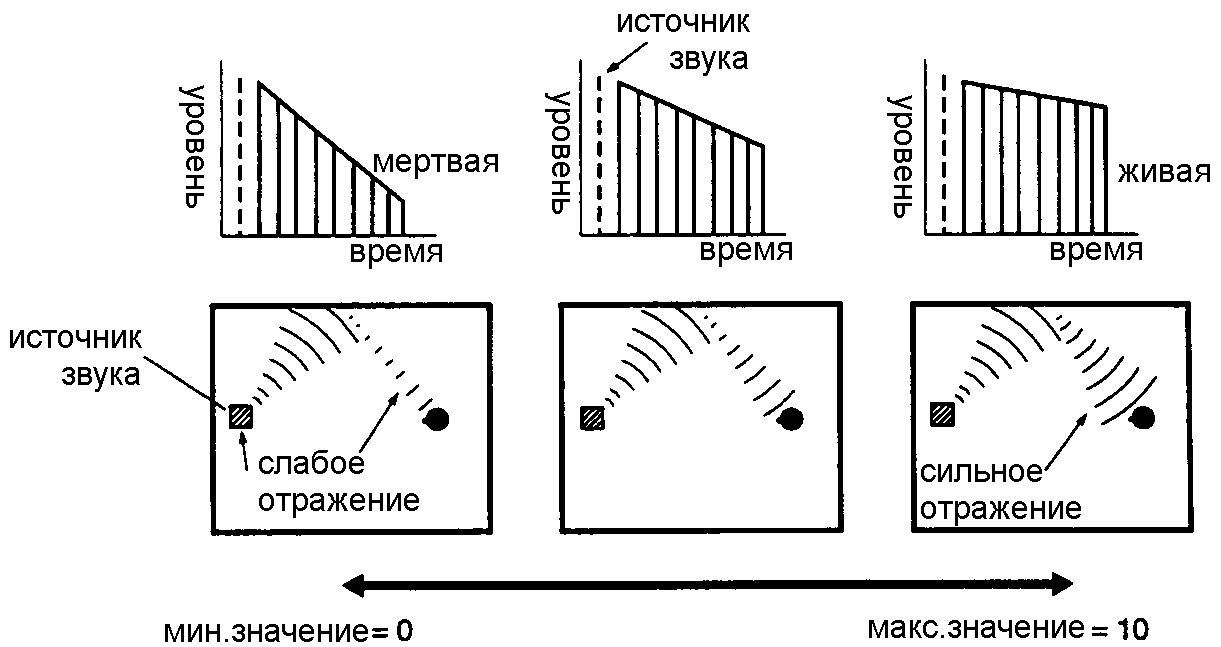 источник
звука
уровень
мертвая
время
уровень
время
уровень
живая
время
источник
звука
слабое
отражение
сильное
отражение
мин.значение = 0
макс.значение = 10